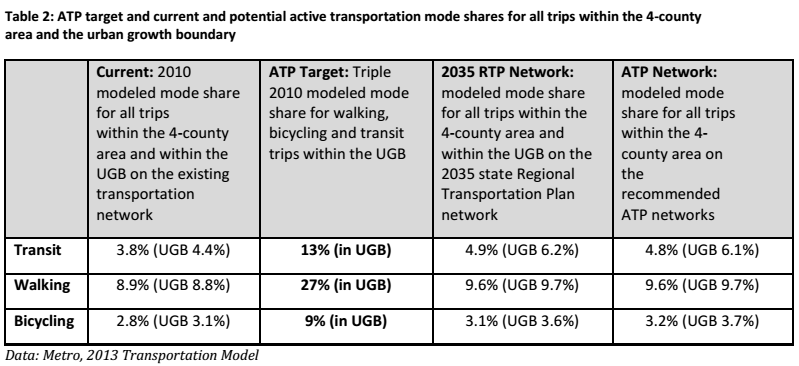 Table 2: ATP target and current and potential active transportation mode shares for all trips within the 4-county
area and the urban growth boundary
Current: 2010
modeled mode share
for all trips
within the 4-county
area and within the
UGB on the existing
transportation
network
ATP Target: Triple
2010 modeled mode
share for walking,
bicycling and transit
trips within the UGB
2035 RTP Network:
modeled mode share
for all trips within the
4-county area and
within the UGB on the
2035 state Regional
Transportation Plan
network
ATP Network:
modeled mode
share for all trips
within the 4-
county area on
the
recommended
ATP networks
Transit 3.8% (UGB 4.4%) 13% (in UGB) 4.9% (UGB 6.2%) 4.8% (UGB 6.1%)
Walking 8.9% (UGB 8.8%) 27% (in UGB) 9.6% (UGB 9.7%) 9.6% (UGB 9.7%)
Bicycling 2.8% (UGB 3.1%) 9% (in UGB) 3.1% (UGB 3.6%) 3.2% (UGB 3.7%)
Data: Metro, 2013 Transportation Model